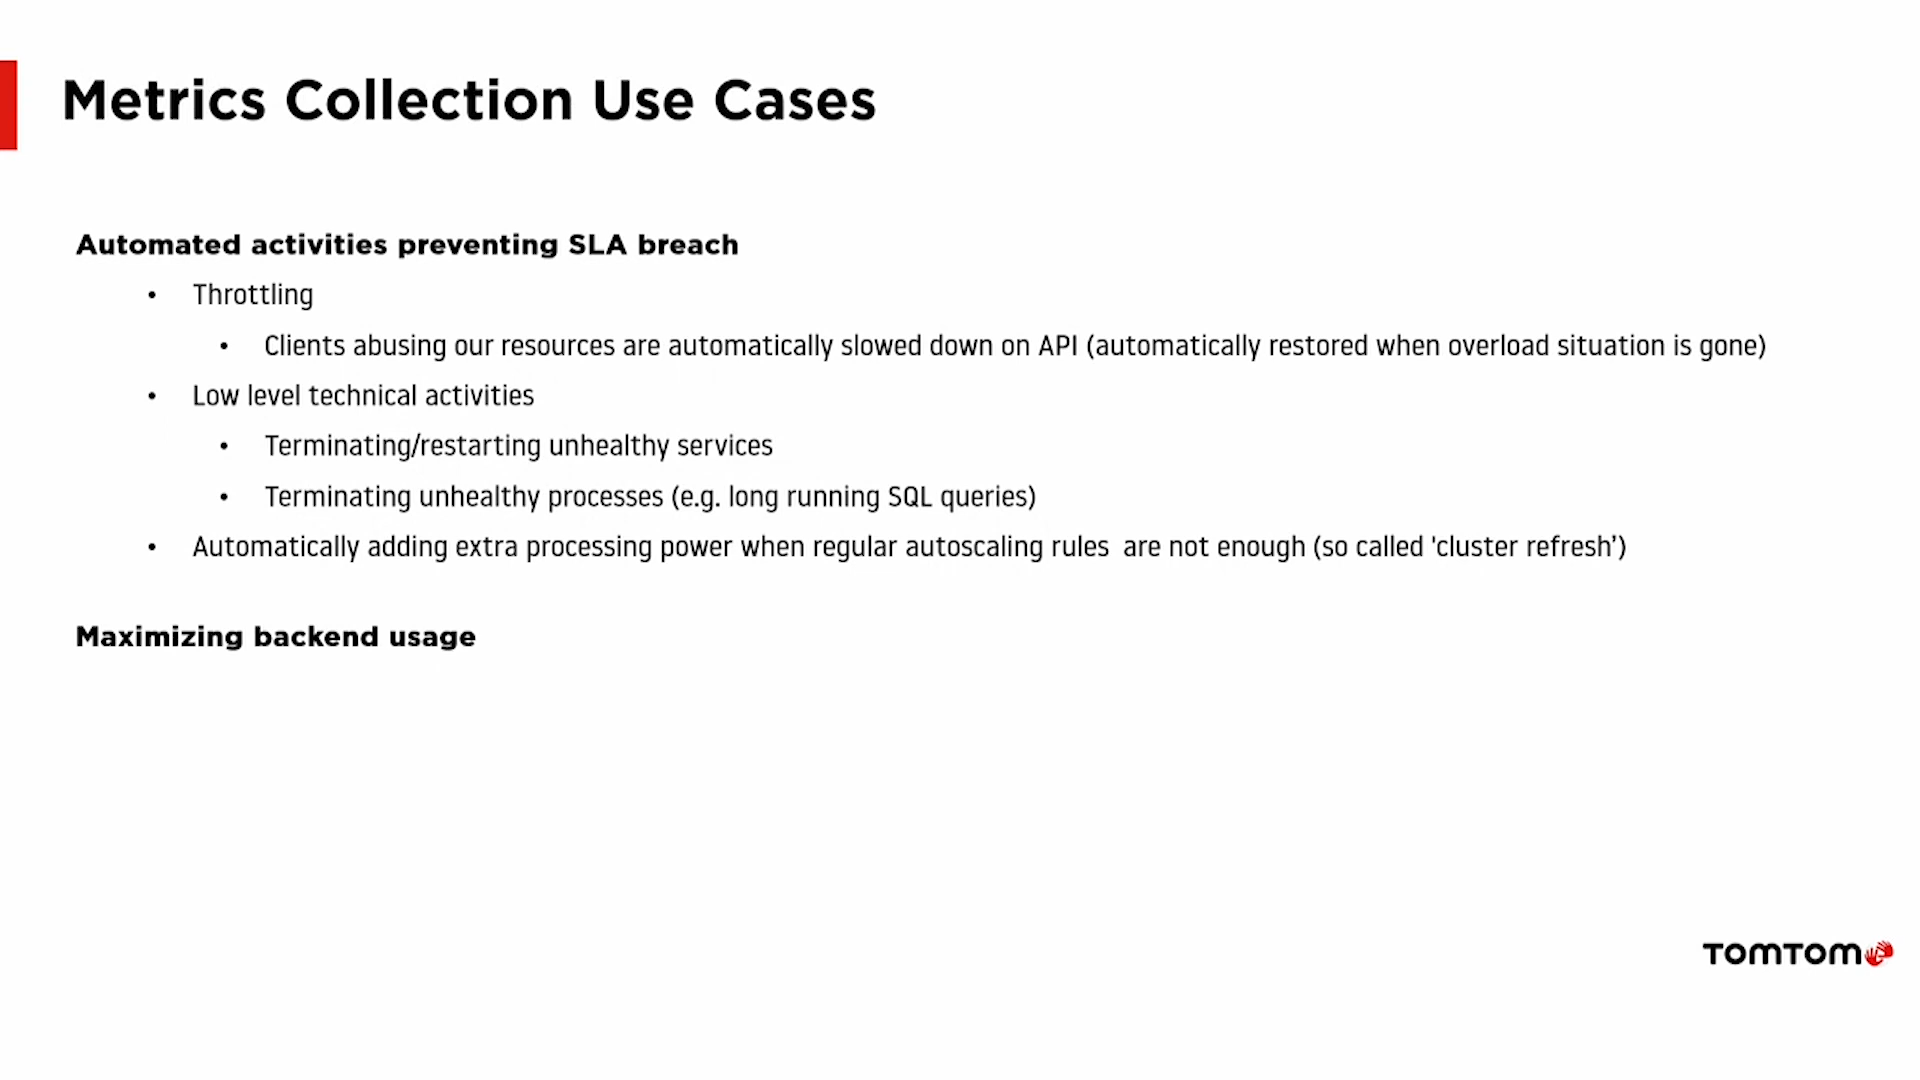 Metrics Collection Use Cases
Automated activities preventing SLA breach
• Throttling
• Clients abusing our resources are automatically slowed down on API (automatically restored when overload situation is gone)
• Low level technical activities
• Terminating/restarting unhealthy services
• Terminating unhealthy processes (e.g. long running SQL queries)
• Automatically adding extra processing power when regular autoscaling rules  are not enough (so called 'cluster refresh’)
Maximizing backend usage
TOMTOM